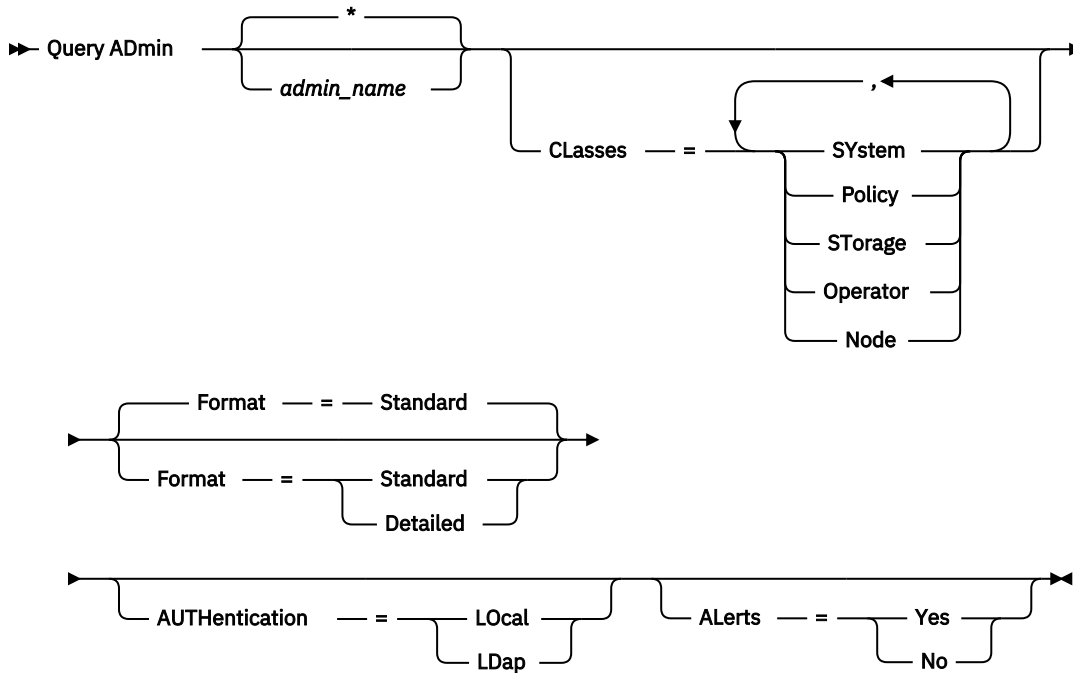 *
Query ADmin
admin_name
,
CLasses = SYstem
Policy
STorage
Operator
Node
Format = Standard
Format = Standard
Detailed
AUTHentication = LOcal
LDap
ALerts = Yes
No